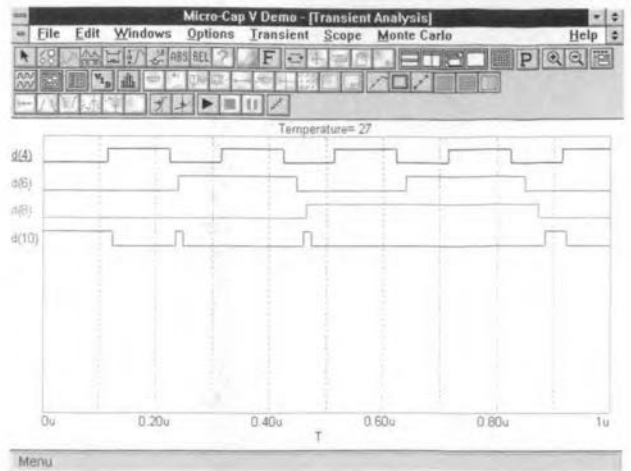 Micro-Cap V Demo - [Transient Analysis]
File Edit Windows Options Transient Scope Monte Carlo Help
ABS REL ? F P
Temperature= 27
d(4)
d(6)
d(8)
d(10)
0u 0.20u 0.40u 0.60u 0.80u 1u
T
Menu